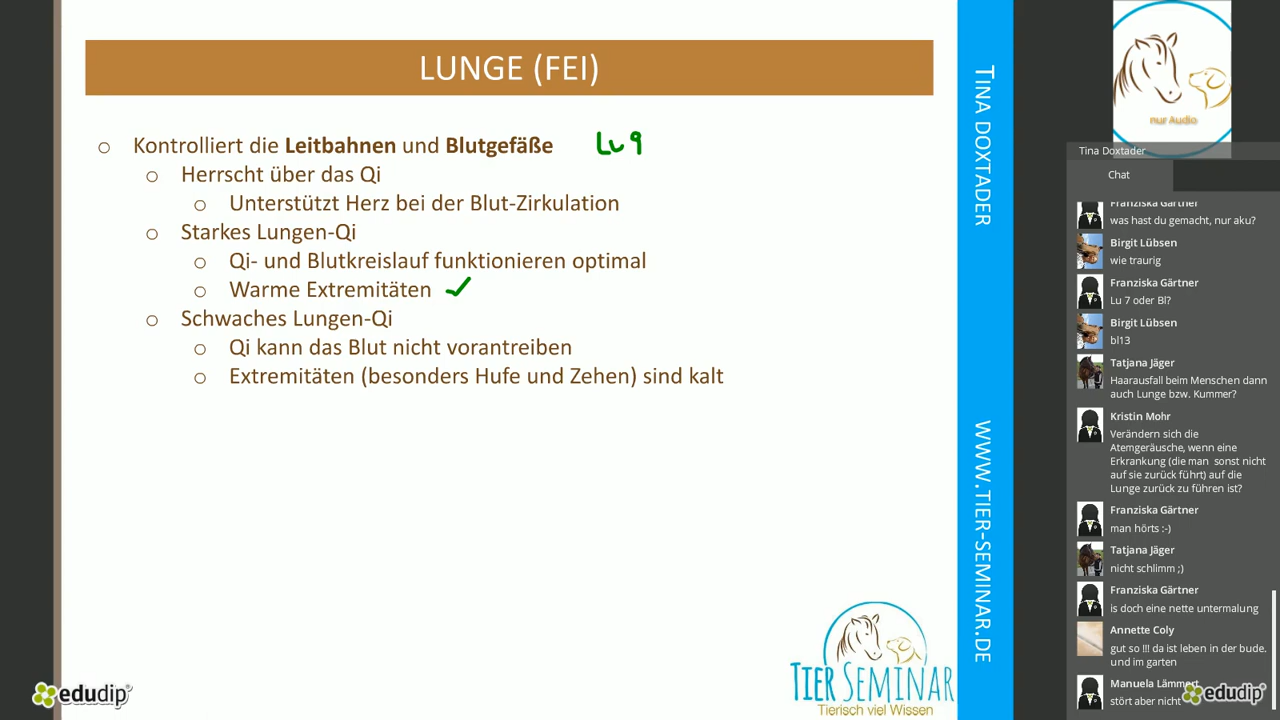 LUNGE (FEI)
o Kontrolliert die Leitbahnen und Blutgefäße Lu 9
o Herrscht über das Qi
o Unterstützt Herz bei der Blut-Zirkulation
o Starkes Lungen-Qi
o Qi- und Blutkreislauf funktionieren optimal
o Warme Extremitäten ✓
o Schwaches Lungen-Qi
o Qi kann das Blut nicht vorantreiben
o Extremitäten (besonders Hufe und Zehen) sind kalt
TIER SEMINAR
Tierisch viel Wissen
edudip
TINA DOXTADER
WWW.TIER-SEMINAR.DE
nur Audio
Tina Doxtader
Chat
Franziska Gärtner
was hast du gemacht, nur aku?
Birgit Lübsen
wie traurig
Franziska Gärtner
Lu 7 oder Bl?
Birgit Lübsen
bl13
Tatjana Jäger
Haarausfall beim Menschen dann
auch Lunge bzw. Kummer?
Kristin Mohr
Verändern sich die
Atemgeräusche, wenn eine
Erkrankung (die man sonst nicht
auf sie zurück führt) auf die
Lunge zurück zu führen ist?
Franziska Gärtner
man hörts :-)
Tatjana Jäger
nicht schlimm ;)
Franziska Gärtner
is doch eine nette untermalung
Annette Coly
gut so !!! da ist leben in der bude.
und im garten
Manuela Lämmert
stört aber nicht
edudip